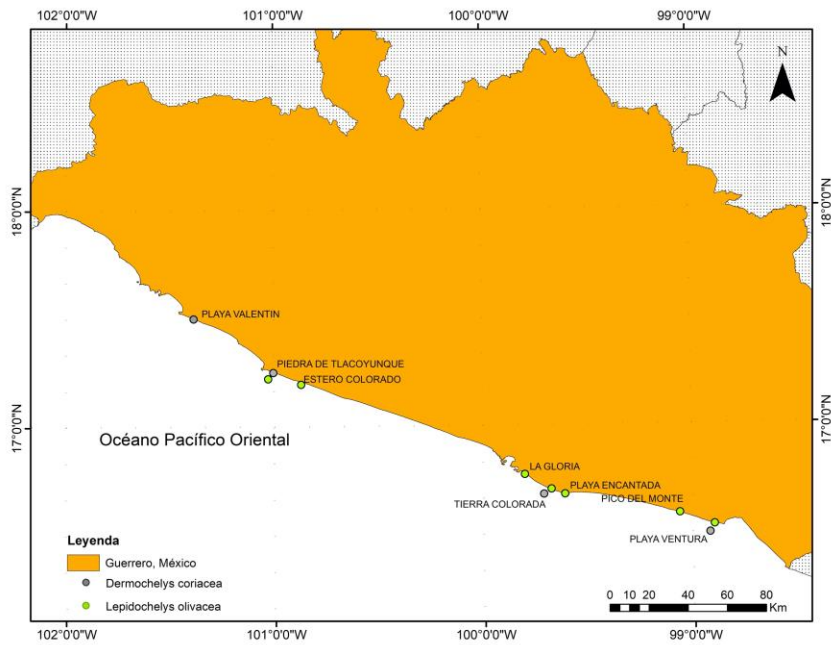 102°0'0"W 101°0'0"W 100°0'0"W 99°0'0"W
N
18°0'0"N 18°0'0"N
PLAYA VALENTIN
PIEDRA DE TLACOYUNQUE
ESTERO COLORADO
17°0'0"N 17°0'0"N
Océano Pacífico Oriental
LA GLORIA
PLAYA ENCANTADA
TIERRA COLORADA
PICO DEL MONTE
PLAYA VENTURA
Leyenda
Guerrero, México
Dermochelys coriacea
Lepidochelys olivacea
0 10 20 40 60 80
Km
102°0'0"W 101°0'0"W 100°0'0"W 99°0'0"W